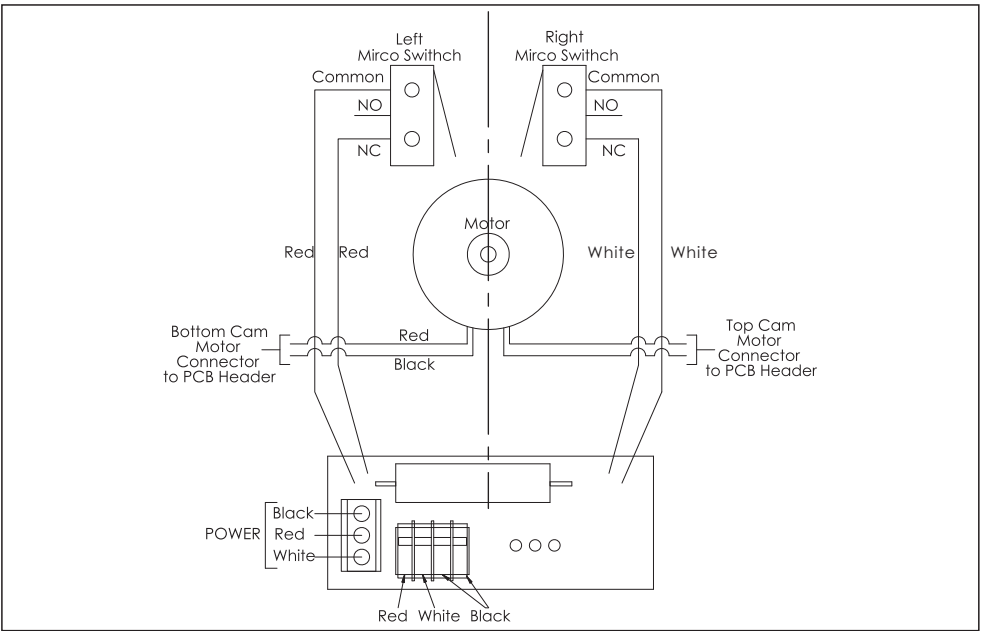 Left
Mirco Swithch
Right
Mirco Swithch
Common
Common
NO
NO
NC
NC
Motor
Red
Red
White
White
Bottom Cam
Motor
Connector
to PCB Header
Red
Black
Top Cam
Motor
Connector
to PCB Header
POWER
Black
Red
White
Red White Black